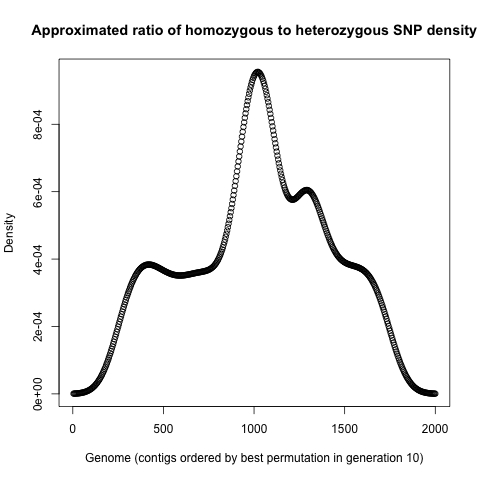 Approximated ratio of homozygous to heterozygous SNP density
8e-04
6e-04
4e-04
2e-04
0e+00
Density
0 500 1000 1500 2000
Genome (contigs ordered by best permutation in generation 10)